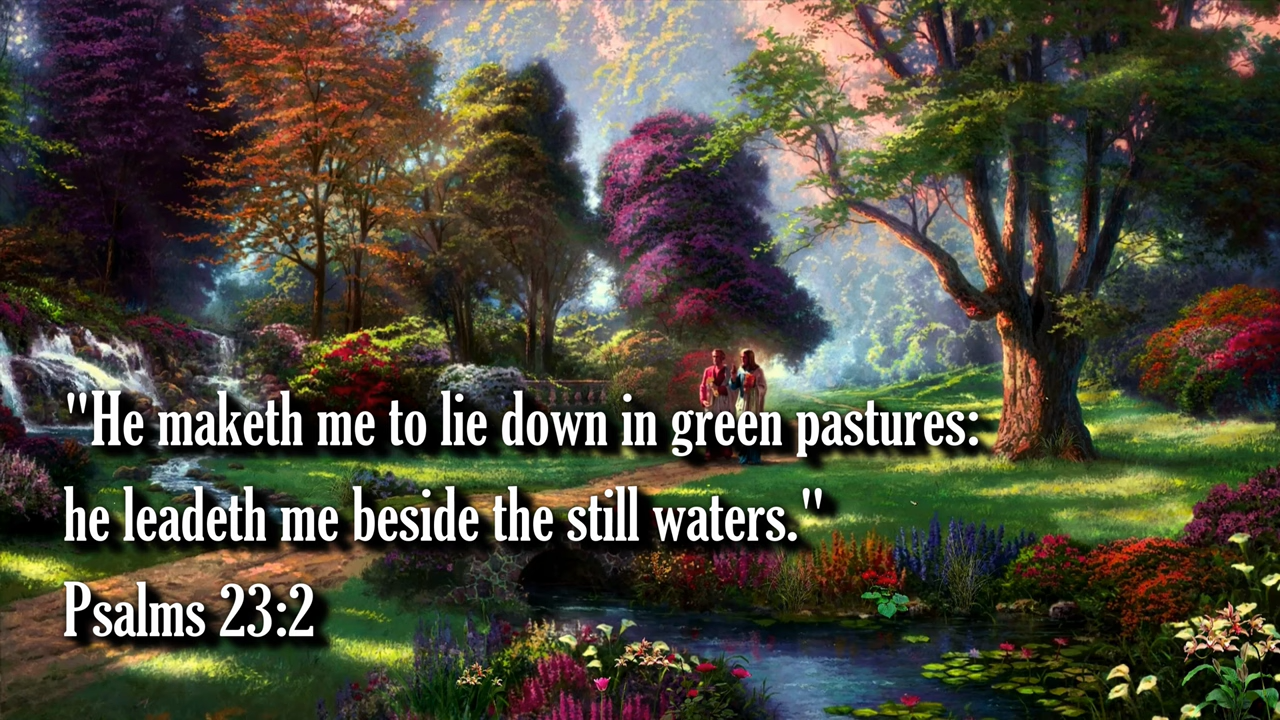 "He maketh me to lie down in green pastures:
he leadeth me beside the still waters."
Psalms 23:2